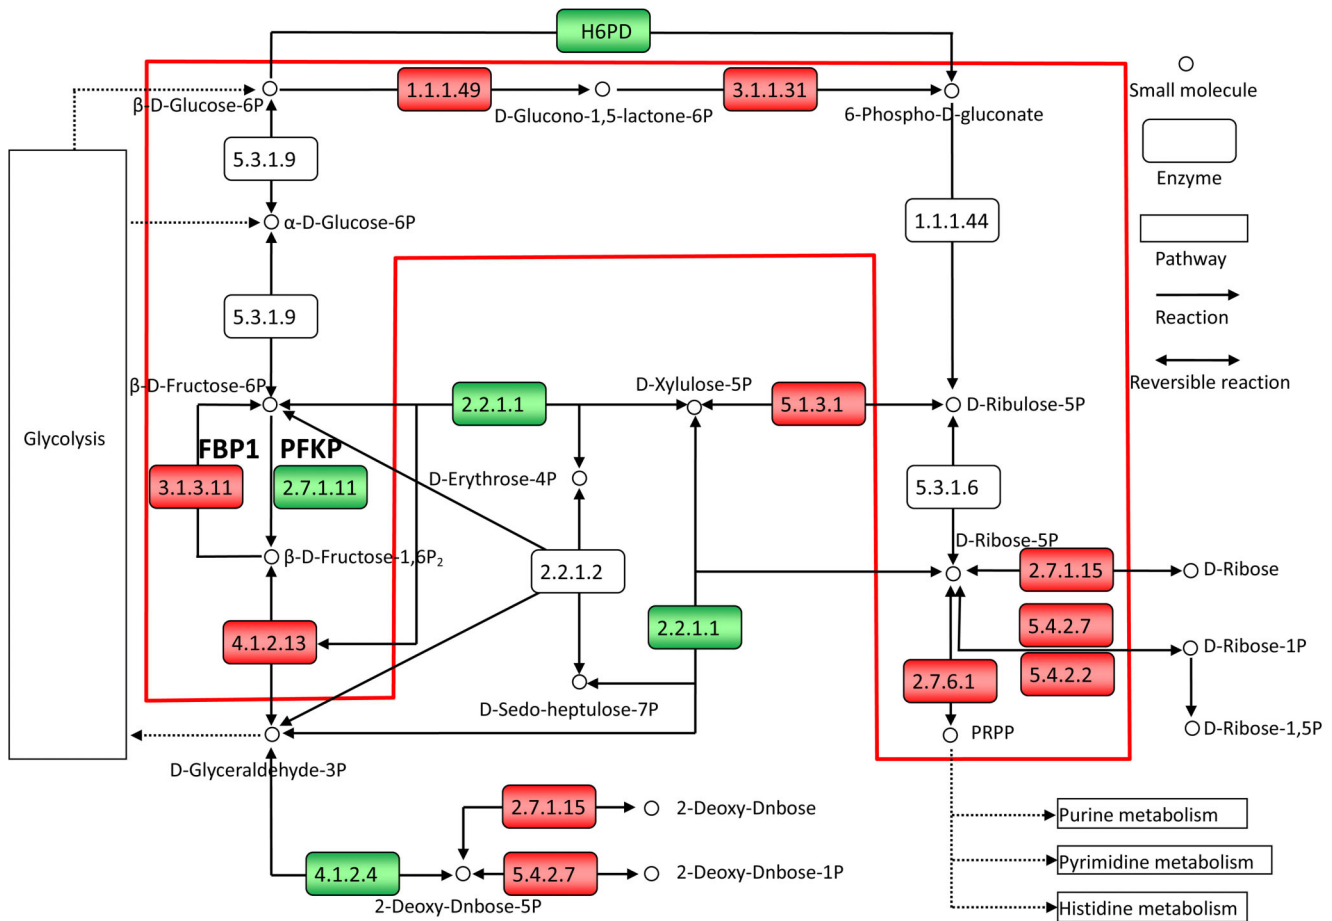 H6PD
β-D-Glucose-6P
1.1.1.49
D-Glucono-1,5-lactone-6P
3.1.1.31
6-Phospho-D-gluconate
Small molecule
Enzyme
Pathway
Reaction
Reversible reaction
5.3.1.9
α-D-Glucose-6P
1.1.1.44
5.3.1.9
Glycolysis
β-D-Fructose-6P
2.2.1.1
D-Xylulose-5P
5.1.3.1
D-Ribulose-5P
FBP1 PFKP
3.1.3.11
2.7.1.11
D-Erythrose-4P
5.3.1.6
β-D-Fructose-1,6P₂
2.2.1.2
D-Ribose-5P
2.7.1.15
D-Ribose
4.1.2.13
2.2.1.1
5.4.2.7
D-Ribose-1P
2.7.6.1
5.4.2.2
D-Sedo-heptulose-7P
D-Ribose-1,5P
PRPP
D-Glyceraldehyde-3P
2.7.1.15
2-Deoxy-Dnbose
Purine metabolism
4.1.2.4
5.4.2.7
2-Deoxy-Dnbose-1P
Pyrimidine metabolism
2-Deoxy-Dnbose-5P
Histidine metabolism